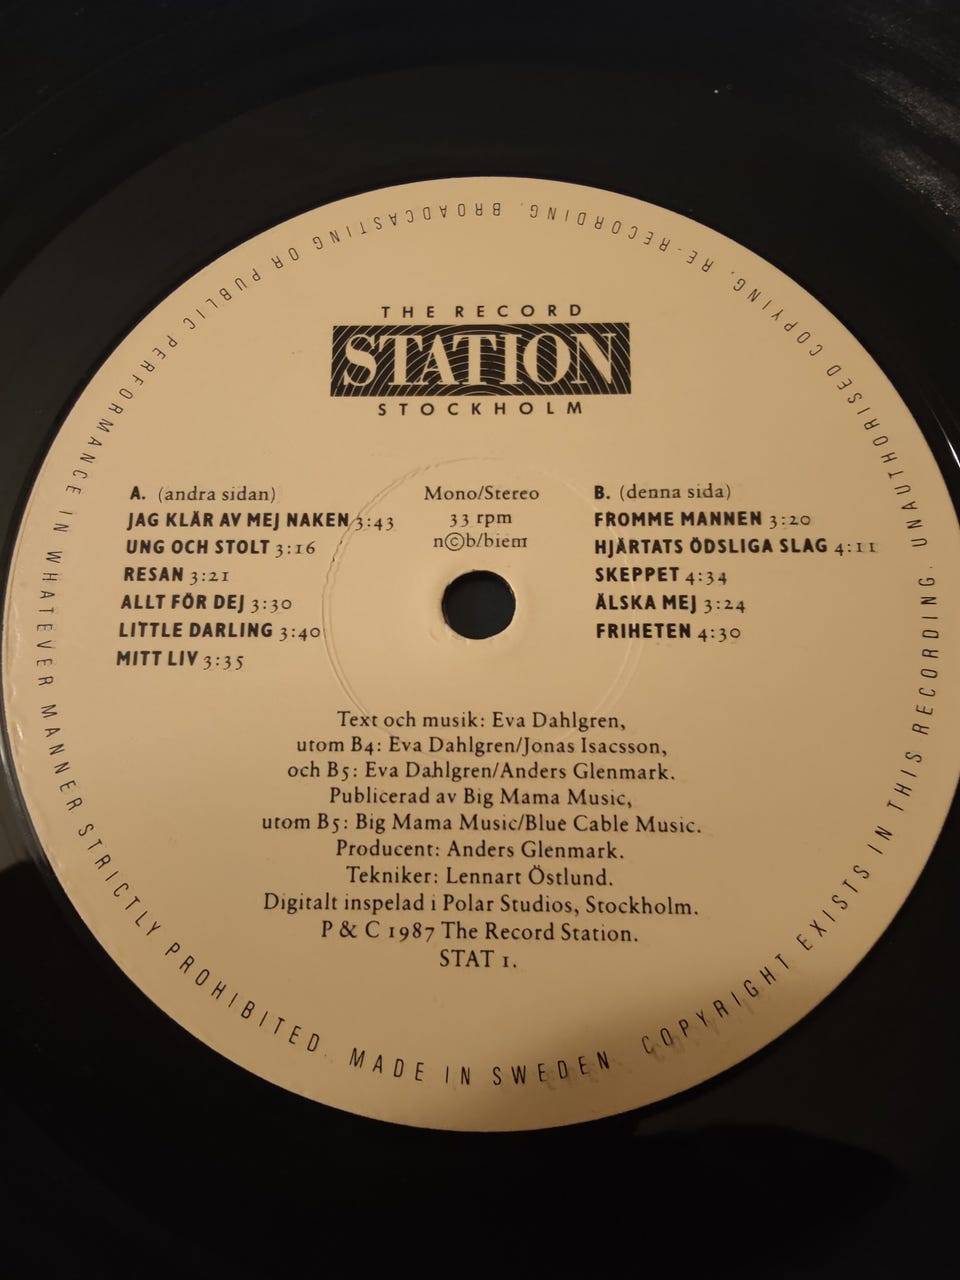 THE RECORD
STATION
STOCKHOLM
A. (andra sidan)
JAG KLÄR AV MEJ NAKEN 3:43
UNG OCH STOLT 3:16
RESAN 3:21
ALLT FÖR DEJ 3:30
LITTLE DARLING 3:40
MITT LIV 3:35
Mono/Stereo
33 rpm
n©b/biem
B. (denna sida)
FROMME MANNEN 3:20
HJÄRTATS ÖDSLIGA SLAG 4:11
SKEPPET 4:34
ÄLSKA MEJ 3:24
FRIHETEN 4:30
Text och musik: Eva Dahlgren,
utom B4: Eva Dahlgren/Jonas Isacsson,
och B5: Eva Dahlgren/Anders Glenmark.
Publicerad av Big Mama Music,
utom B5: Big Mama Music/Blue Cable Music.
Producent: Anders Glenmark.
Tekniker: Lennart Östlund.
Digitalt inspelad i Polar Studios, Stockholm.
P & C 1987 The Record Station.
STAT 1.
COPYRIGHT EXISTS IN THIS RECORDING. UNAUTHORISED COPYING, RE-RECORDING, BROADCASTING OR PUBLIC PERFORMANCE IN WHATEVER MANNER STRICTLY PROHIBITED. MADE IN SWEDEN